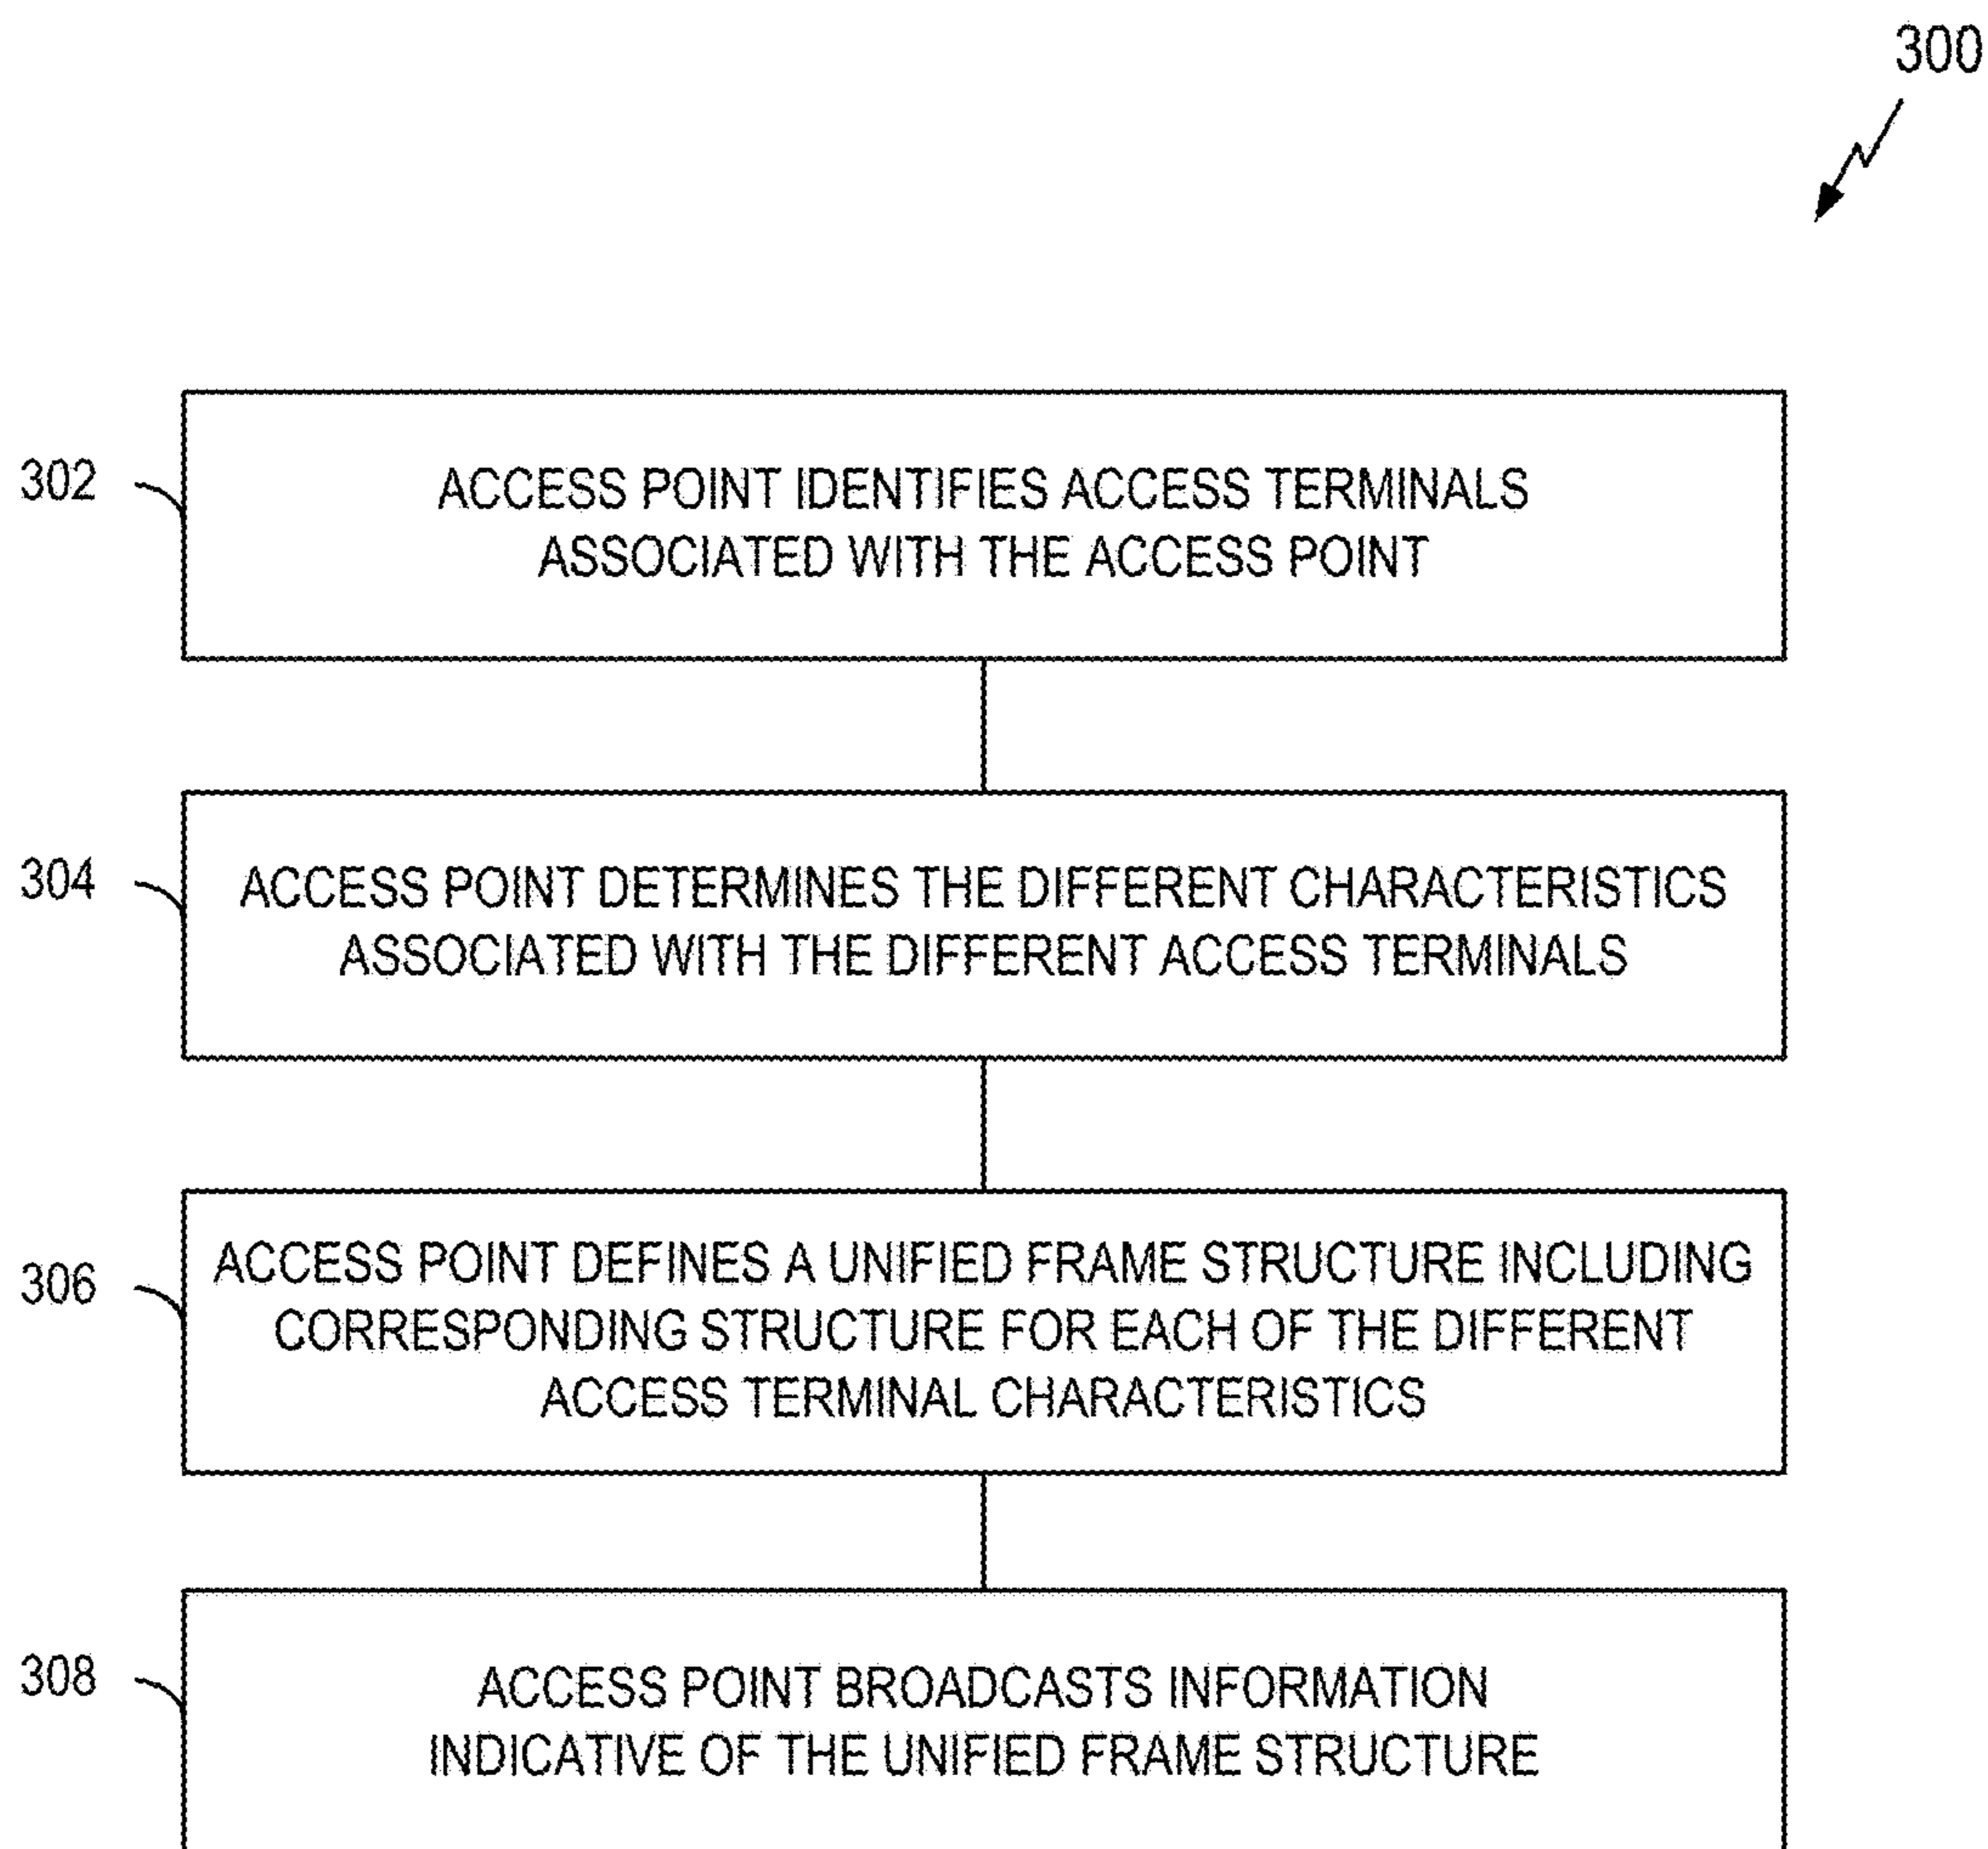 300
302
ACCESS POINT IDENTIFIES ACCESS TERMINALS
ASSOCIATED WITH THE ACCESS POINT
304
ACCESS POINT DETERMINES THE DIFFERENT CHARACTERISTICS
ASSOCIATED WITH THE DIFFERENT ACCESS TERMINALS
306
ACCESS POINT DEFINES A UNIFIED FRAME STRUCTURE INCLUDING
CORRESPONDING STRUCTURE FOR EACH OF THE DIFFERENT
ACCESS TERMINAL CHARACTERISTICS
308
ACCESS POINT BROADCASTS INFORMATION
INDICATIVE OF THE UNIFIED FRAME STRUCTURE